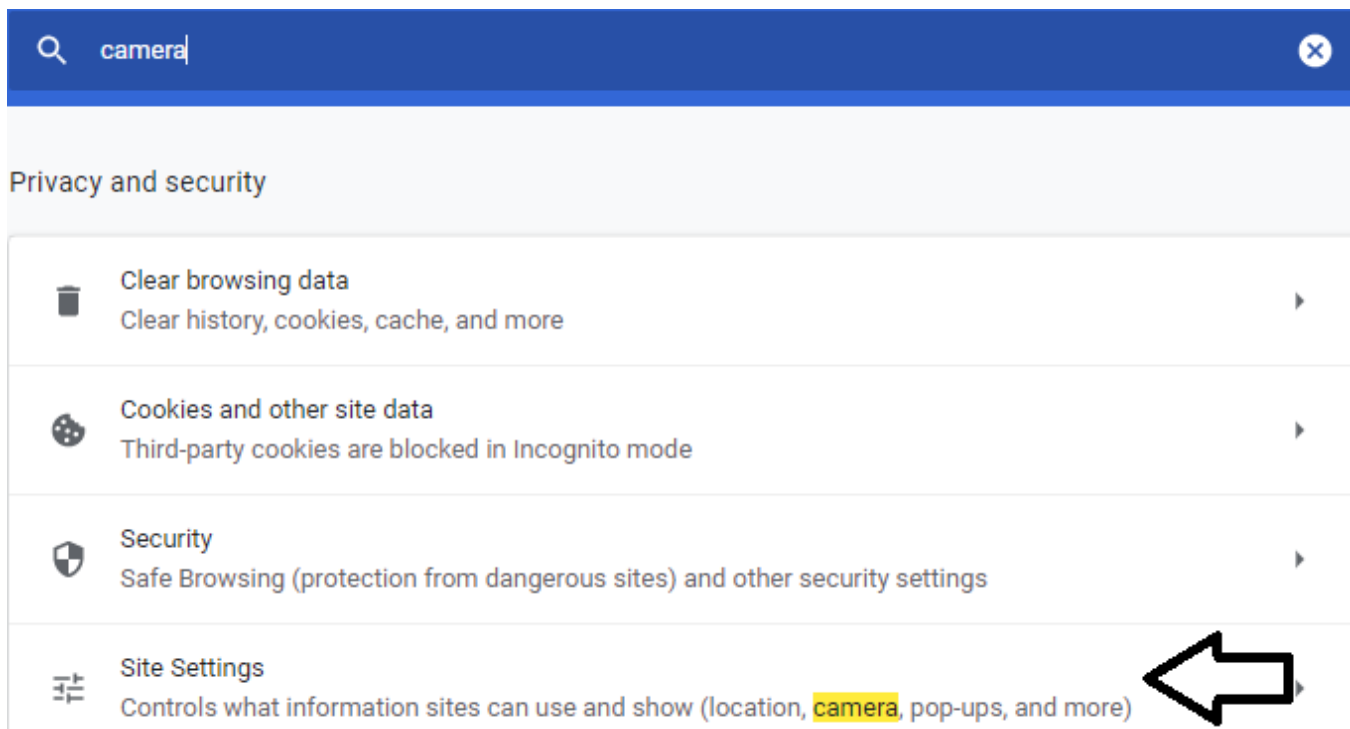 camera
Privacy and security
Clear browsing data
Clear history, cookies, cache, and more
Cookies and other site data
Third-party cookies are blocked in Incognito mode
Security
Safe Browsing (protection from dangerous sites) and other security settings
Site Settings
Controls what information sites can use and show (location, camera, pop-ups, and more)